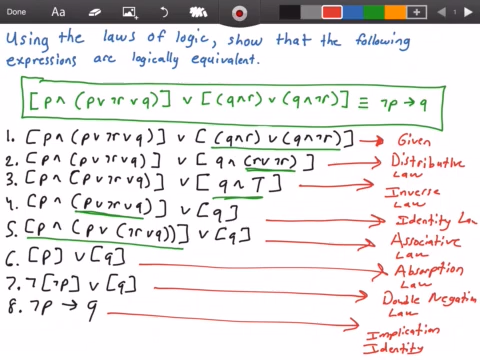 Done
Aa
1
Using the laws of logic, show that the following
expressions are logically equivalent.
[p ∧ (p ∨ ¬r ∨ q)] ∨ [(q ∧ r) ∨ (q ∧ ¬r)] ≡ ¬p → q
1. [p ∧ (p ∨ ¬r ∨ q)] ∨ [(q ∧ r) ∨ (q ∧ ¬r)] Given
2. [p ∧ (p ∨ ¬r ∨ q)] ∨ [q ∧ (r ∨ ¬r)] Distributive Law
3. [p ∧ (p ∨ ¬r ∨ q)] ∨ [q ∧ T] Inverse Law
4. [p ∧ (p ∨ ¬r ∨ q)] ∨ [q] Identity Law
5. [p ∧ (p ∨ (¬r ∨ q))] ∨ [q] Associative Law
6. [p] ∨ [q] Absorption Law
7. ¬[¬p] ∨ [q] Double Negation Law
8. ¬p → q Implication Identity